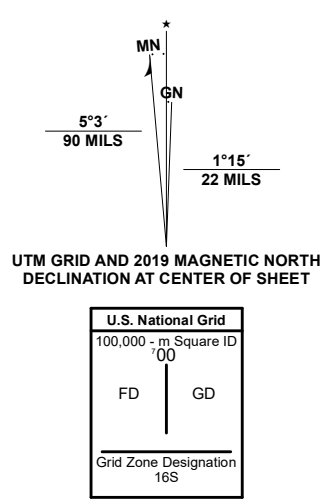 ★
MN
GN
5°3´
90 MILS
1°15´
22 MILS
UTM GRID AND 2019 MAGNETIC NORTH
DECLINATION AT CENTER OF SHEET
U.S. National Grid
100,000 - m Square ID
⁷00
FD
GD
Grid Zone Designation
16S